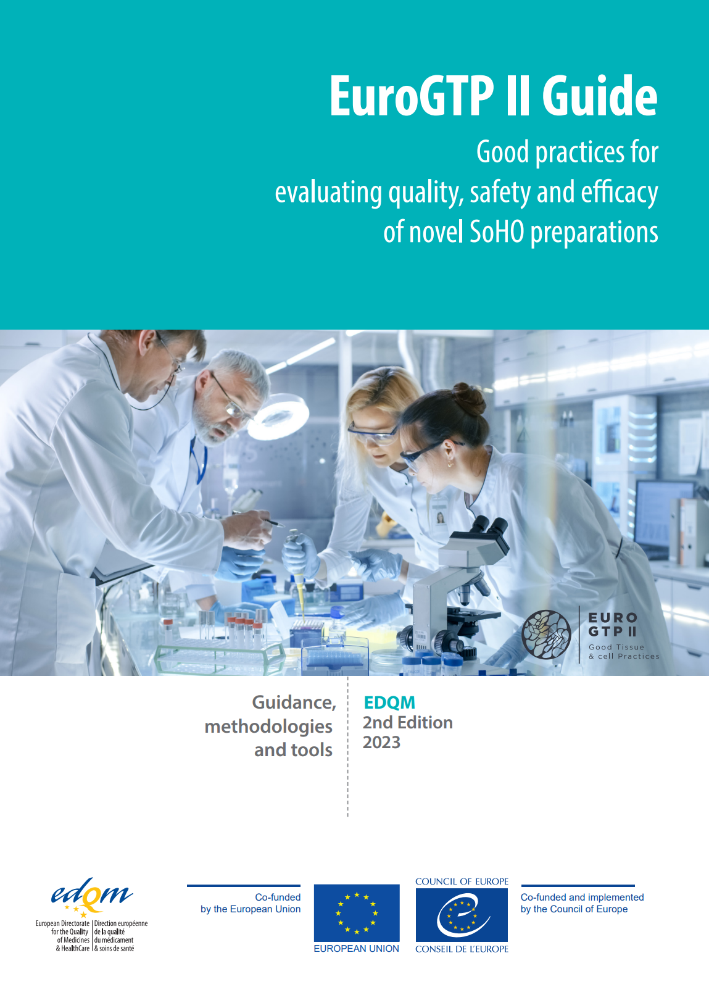 EuroGTP II Guide
Good practices for
evaluating quality, safety and efficacy
of novel SoHO preparations
EURO
GTP II
Good Tissue
& cell Practices
Guidance,
methodologies
and tools
EDQM
2nd Edition
2023
edqm
European Directorate
for the Quality
of Medicines
& HealthCare
Direction européenne
de la qualité
du médicament
& soins de santé
Co-funded
by the European Union
EUROPEAN UNION
COUNCIL OF EUROPE
CONSEIL DE L'EUROPE
Co-funded and implemented
by the Council of Europe